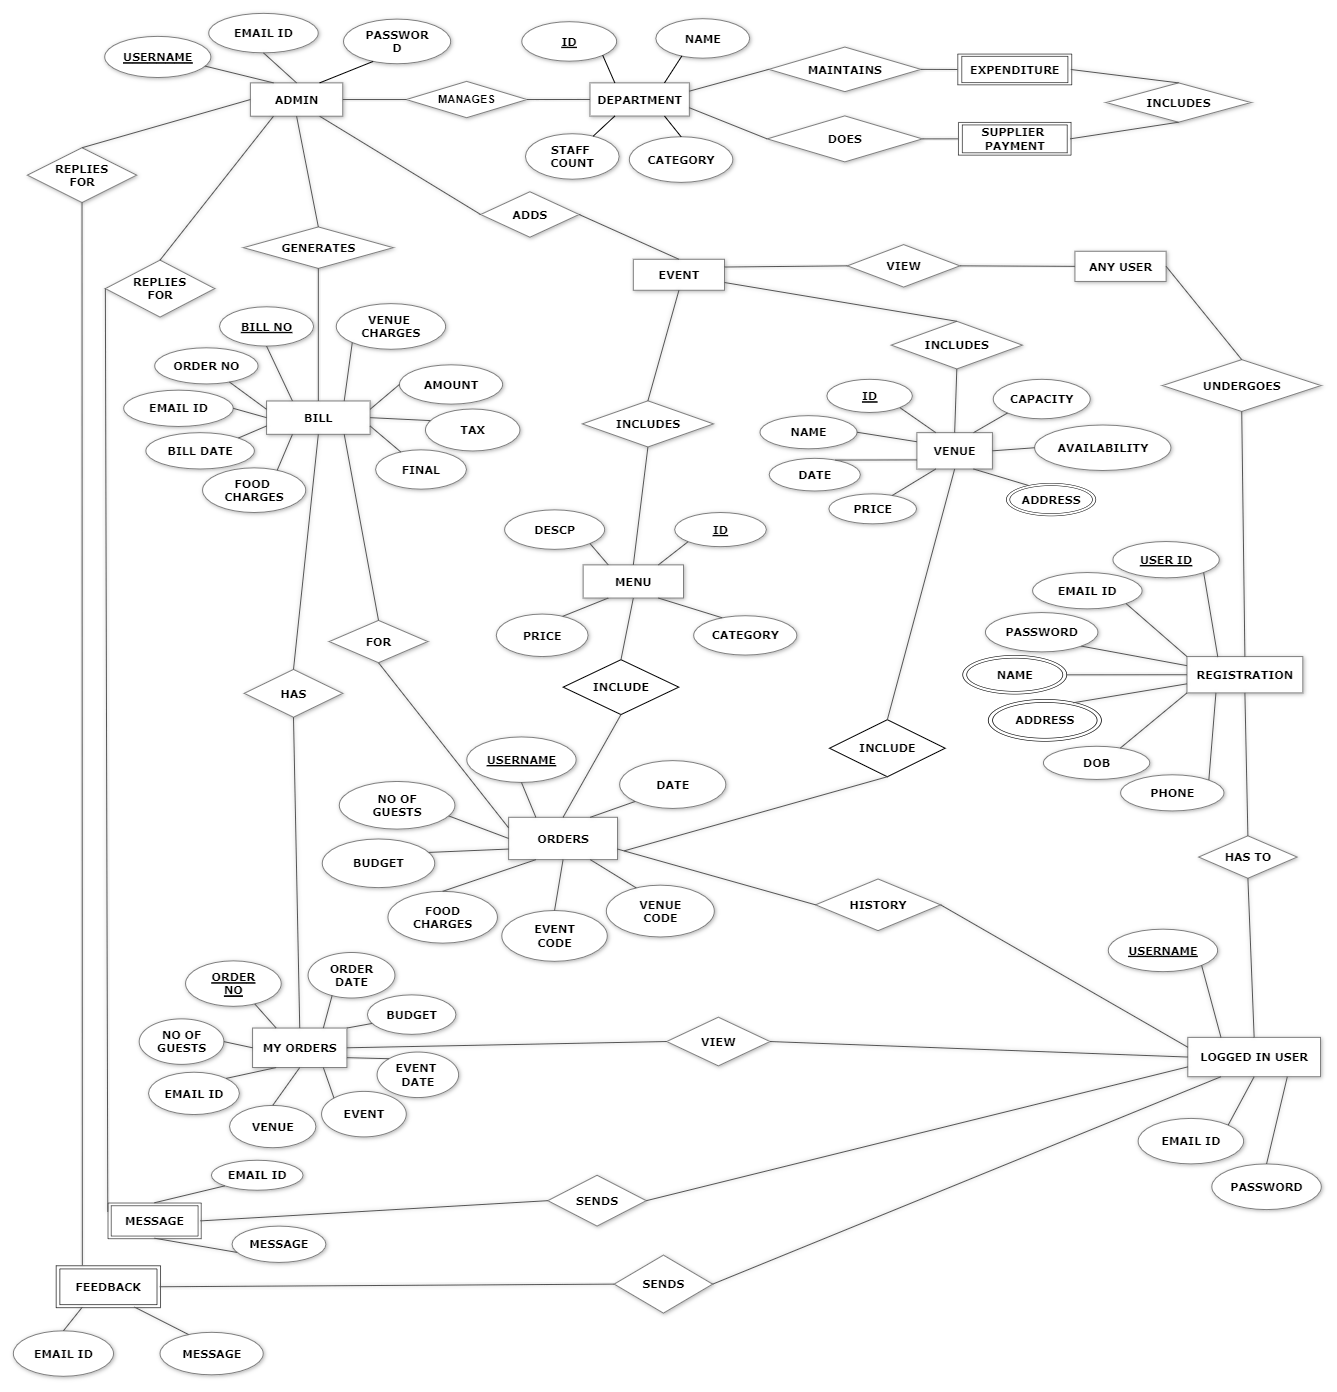 EMAIL ID
PASSWOR
D
USERNAME
ID
NAME
MAINTAINS
EXPENDITURE
ADMIN
MANAGES
DEPARTMENT
INCLUDES
DOES
SUPPLIER
PAYMENT
STAFF
COUNT
CATEGORY
REPLIES
FOR
ADDS
GENERATES
EVENT
VIEW
ANY USER
REPLIES
FOR
BILL NO
VENUE
CHARGES
INCLUDES
ORDER NO
AMOUNT
UNDERGOES
EMAIL ID
BILL
TAX
INCLUDES
ID
CAPACITY
NAME
VENUE
AVAILABILITY
BILL DATE
FINAL
FOOD
CHARGES
DATE
PRICE
ADDRESS
DESCP
ID
MENU
USER ID
EMAIL ID
PRICE
CATEGORY
PASSWORD
FOR
NAME
REGISTRATION
HAS
INCLUDE
ADDRESS
INCLUDE
DOB
PHONE
USERNAME
DATE
NO OF
GUESTS
ORDERS
BUDGET
HAS TO
FOOD
CHARGES
EVENT
CODE
VENUE
CODE
HISTORY
USERNAME
ORDER
NO
ORDER
DATE
BUDGET
NO OF
GUESTS
MY ORDERS
VIEW
LOGGED IN USER
EVENT
DATE
EMAIL ID
VENUE
EVENT
EMAIL ID
PASSWORD
EMAIL ID
MESSAGE
SENDS
MESSAGE
FEEDBACK
SENDS
EMAIL ID
MESSAGE